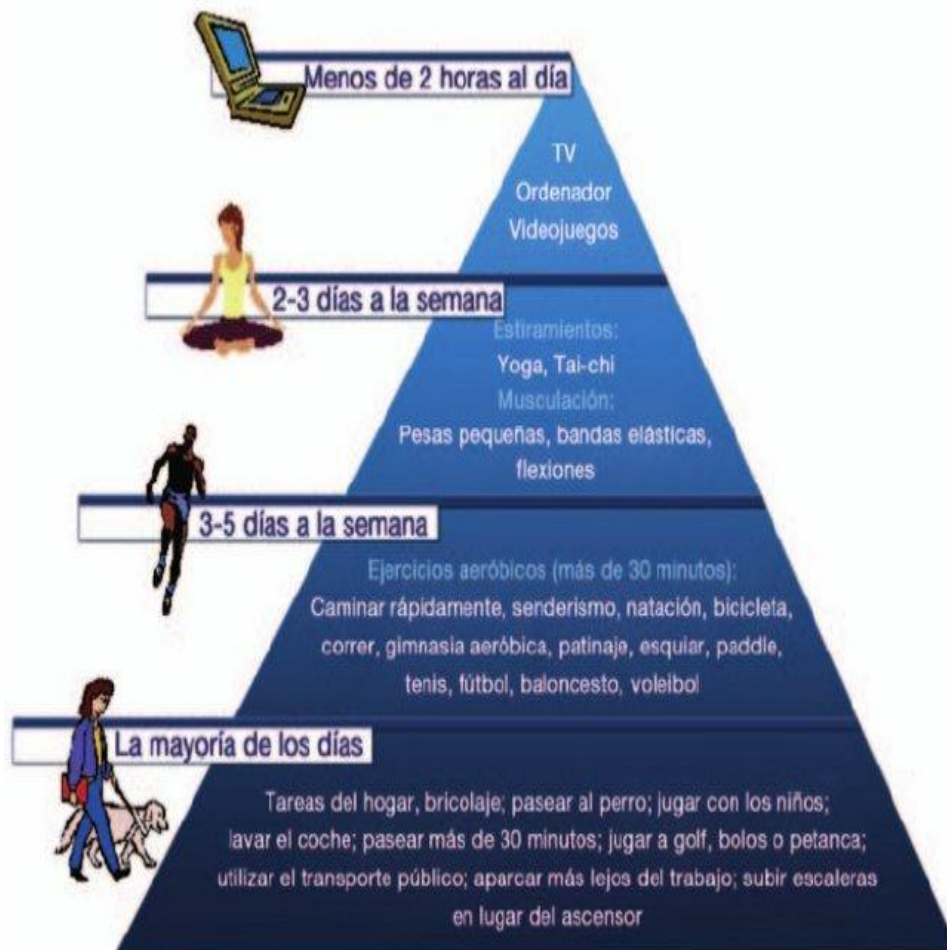 Menos de 2 horas al día
TV
Ordenador
Videojuegos
2-3 días a la semana
Estiramientos:
Yoga, Tai-chi
Musculación:
Pesas pequeñas, bandas elásticas,
flexiones
3-5 días a la semana
Ejercicios aeróbicos (más de 30 minutos):
Caminar rápidamente, senderismo, natación, bicicleta,
correr, gimnasia aeróbica, patinaje, esquiar, paddle,
tenis, fútbol, baloncesto, voleibol
La mayoría de los días
Tareas del hogar, bricolaje; pasear al perro; jugar con los niños;
lavar el coche; pasear más de 30 minutos; jugar a golf, bolos o petanca;
utilizar el transporte público; aparcar más lejos del trabajo; subir escaleras
en lugar del ascensor